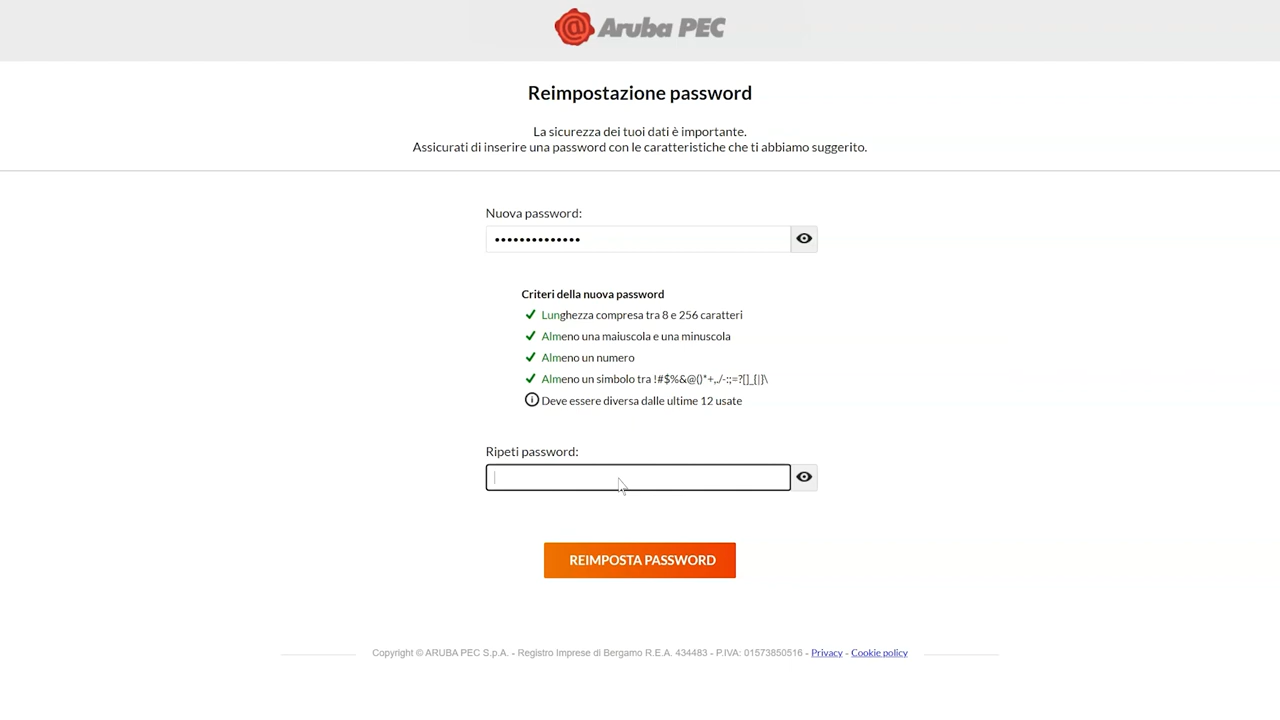 Aruba PEC
Reimpostazione password
La sicurezza dei tuoi dati è importante.
Assicurati di inserire una password con le caratteristiche che ti abbiamo suggerito.
Nuova password:
••••••••••••••
Criteri della nuova password
Lunghezza compresa tra 8 e 256 caratteri
Almeno una maiuscola e una minuscola
Almeno un numero
Almeno un simbolo tra !#$%&@()*+,./-:;=?[]_{|}\
Deve essere diversa dalle ultime 12 usate
Ripeti password:
REIMPOSTA PASSWORD
Copyright © ARUBA PEC S.p.A. - Registro Imprese di Bergamo R.E.A. 434483 - P.IVA: 01573850516 - Privacy - Cookie policy